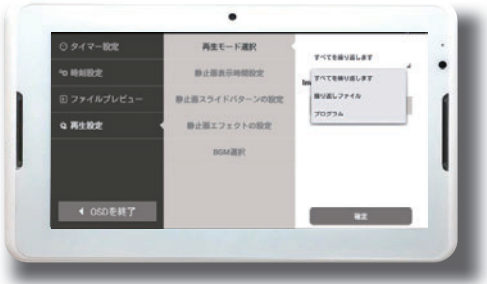 タイマー設定
時刻設定
ファイルプレビュー
再生設定
OSDを終了
再生モード選択
静止画表示時間設定
静止画スライドパターンの設定
静止画エフェクトの設定
BGM選択
すべてを繰り返します
すべてを繰り返します
繰り返しファイル
プログラム
確定